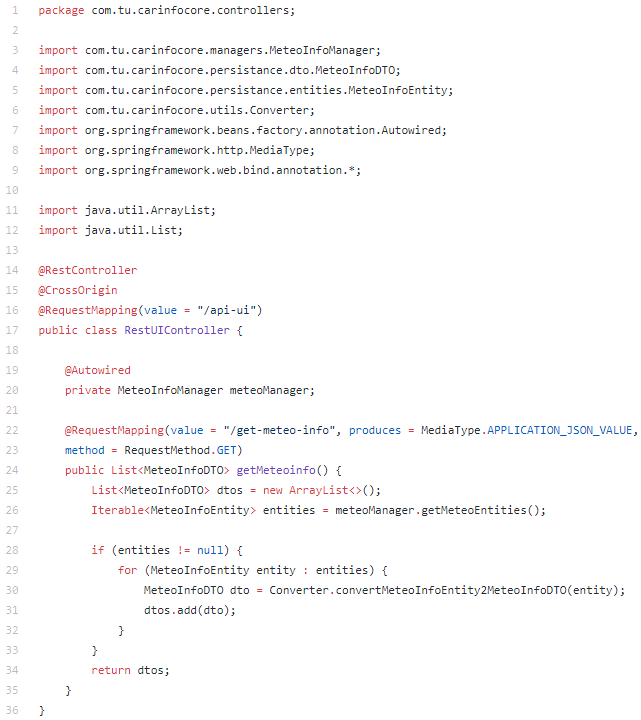 1 package com.tu.carinfocore.controllers;
2
3 import com.tu.carinfocore.managers.MeteoInfoManager;
4 import com.tu.carinfocore.persistance.dto.MeteoInfoDTO;
5 import com.tu.carinfocore.persistance.entities.MeteoInfoEntity;
6 import com.tu.carinfocore.utils.Converter;
7 import org.springframework.beans.factory.annotation.Autowired;
8 import org.springframework.http.MediaType;
9 import org.springframework.web.bind.annotation.*;
10
11 import java.util.ArrayList;
12 import java.util.List;
13
14 @RestController
15 @CrossOrigin
16 @RequestMapping(value = "/api-ui")
17 public class RestUIController {
18
19     @Autowired
20     private MeteoInfoManager meteoManager;
21
22     @RequestMapping(value = "/get-meteo-info", produces = MediaType.APPLICATION_JSON_VALUE,
23     method = RequestMethod.GET)
24     public List<MeteoInfoDTO> getMeteoinfo() {
25         List<MeteoInfoDTO> dtos = new ArrayList<>();
26         Iterable<MeteoInfoEntity> entities = meteoManager.getMeteoEntities();
27
28         if (entities != null) {
29             for (MeteoInfoEntity entity : entities) {
30                 MeteoInfoDTO dto = Converter.convertMeteoInfoEntity2MeteoInfoDTO(entity);
31                 dtos.add(dto);
32             }
33         }
34         return dtos;
35     }
36 }